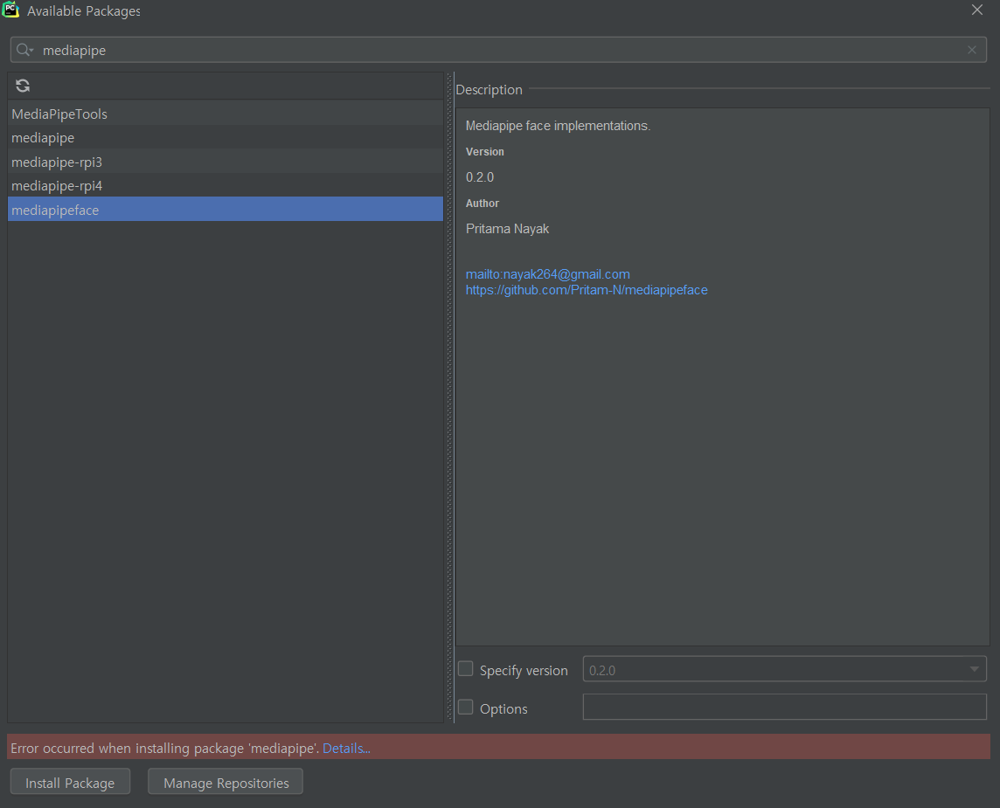 PC
Available Packages
mediapipe
MediaPipeTools
mediapipe
mediapipe-rpi3
mediapipe-rpi4
mediapipeface
Description
Mediapipe face implementations.
Version
0.2.0
Author
Pritama Nayak
mailto:nayak264@gmail.com
https://github.com/Pritam-N/mediapipeface
Specify version
0.2.0
Options
Error occurred when installing package 'mediapipe'. Details...
Install Package
Manage Repositories